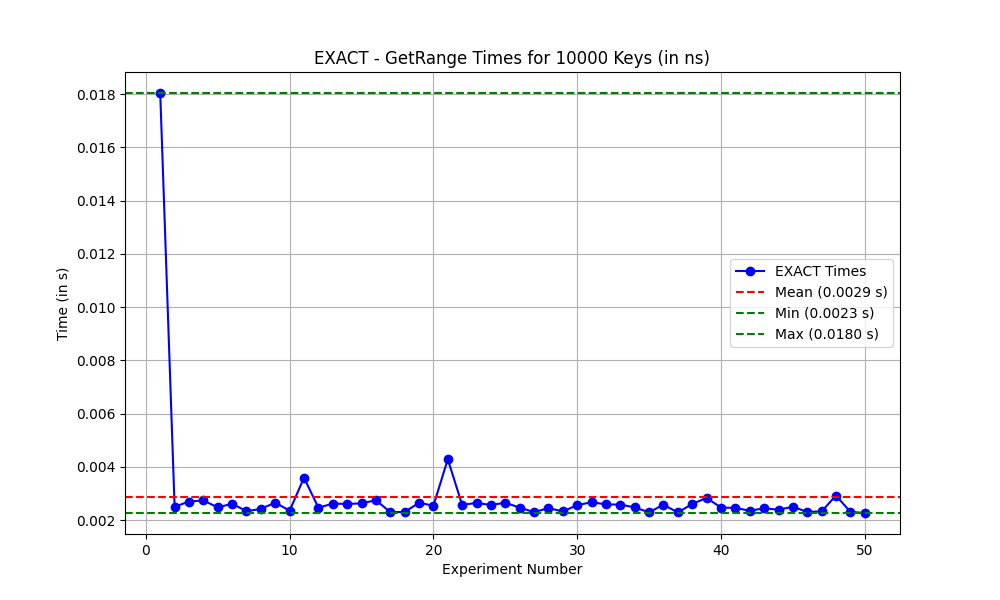 EXACT - GetRange Times for 10000 Keys (in ns)
Time (in s)
0.018
0.016
0.014
0.012
0.010
0.008
0.006
0.004
0.002
EXACT Times
Mean (0.0029 s)
Min (0.0023 s)
Max (0.0180 s)
0 10 20 30 40 50
Experiment Number